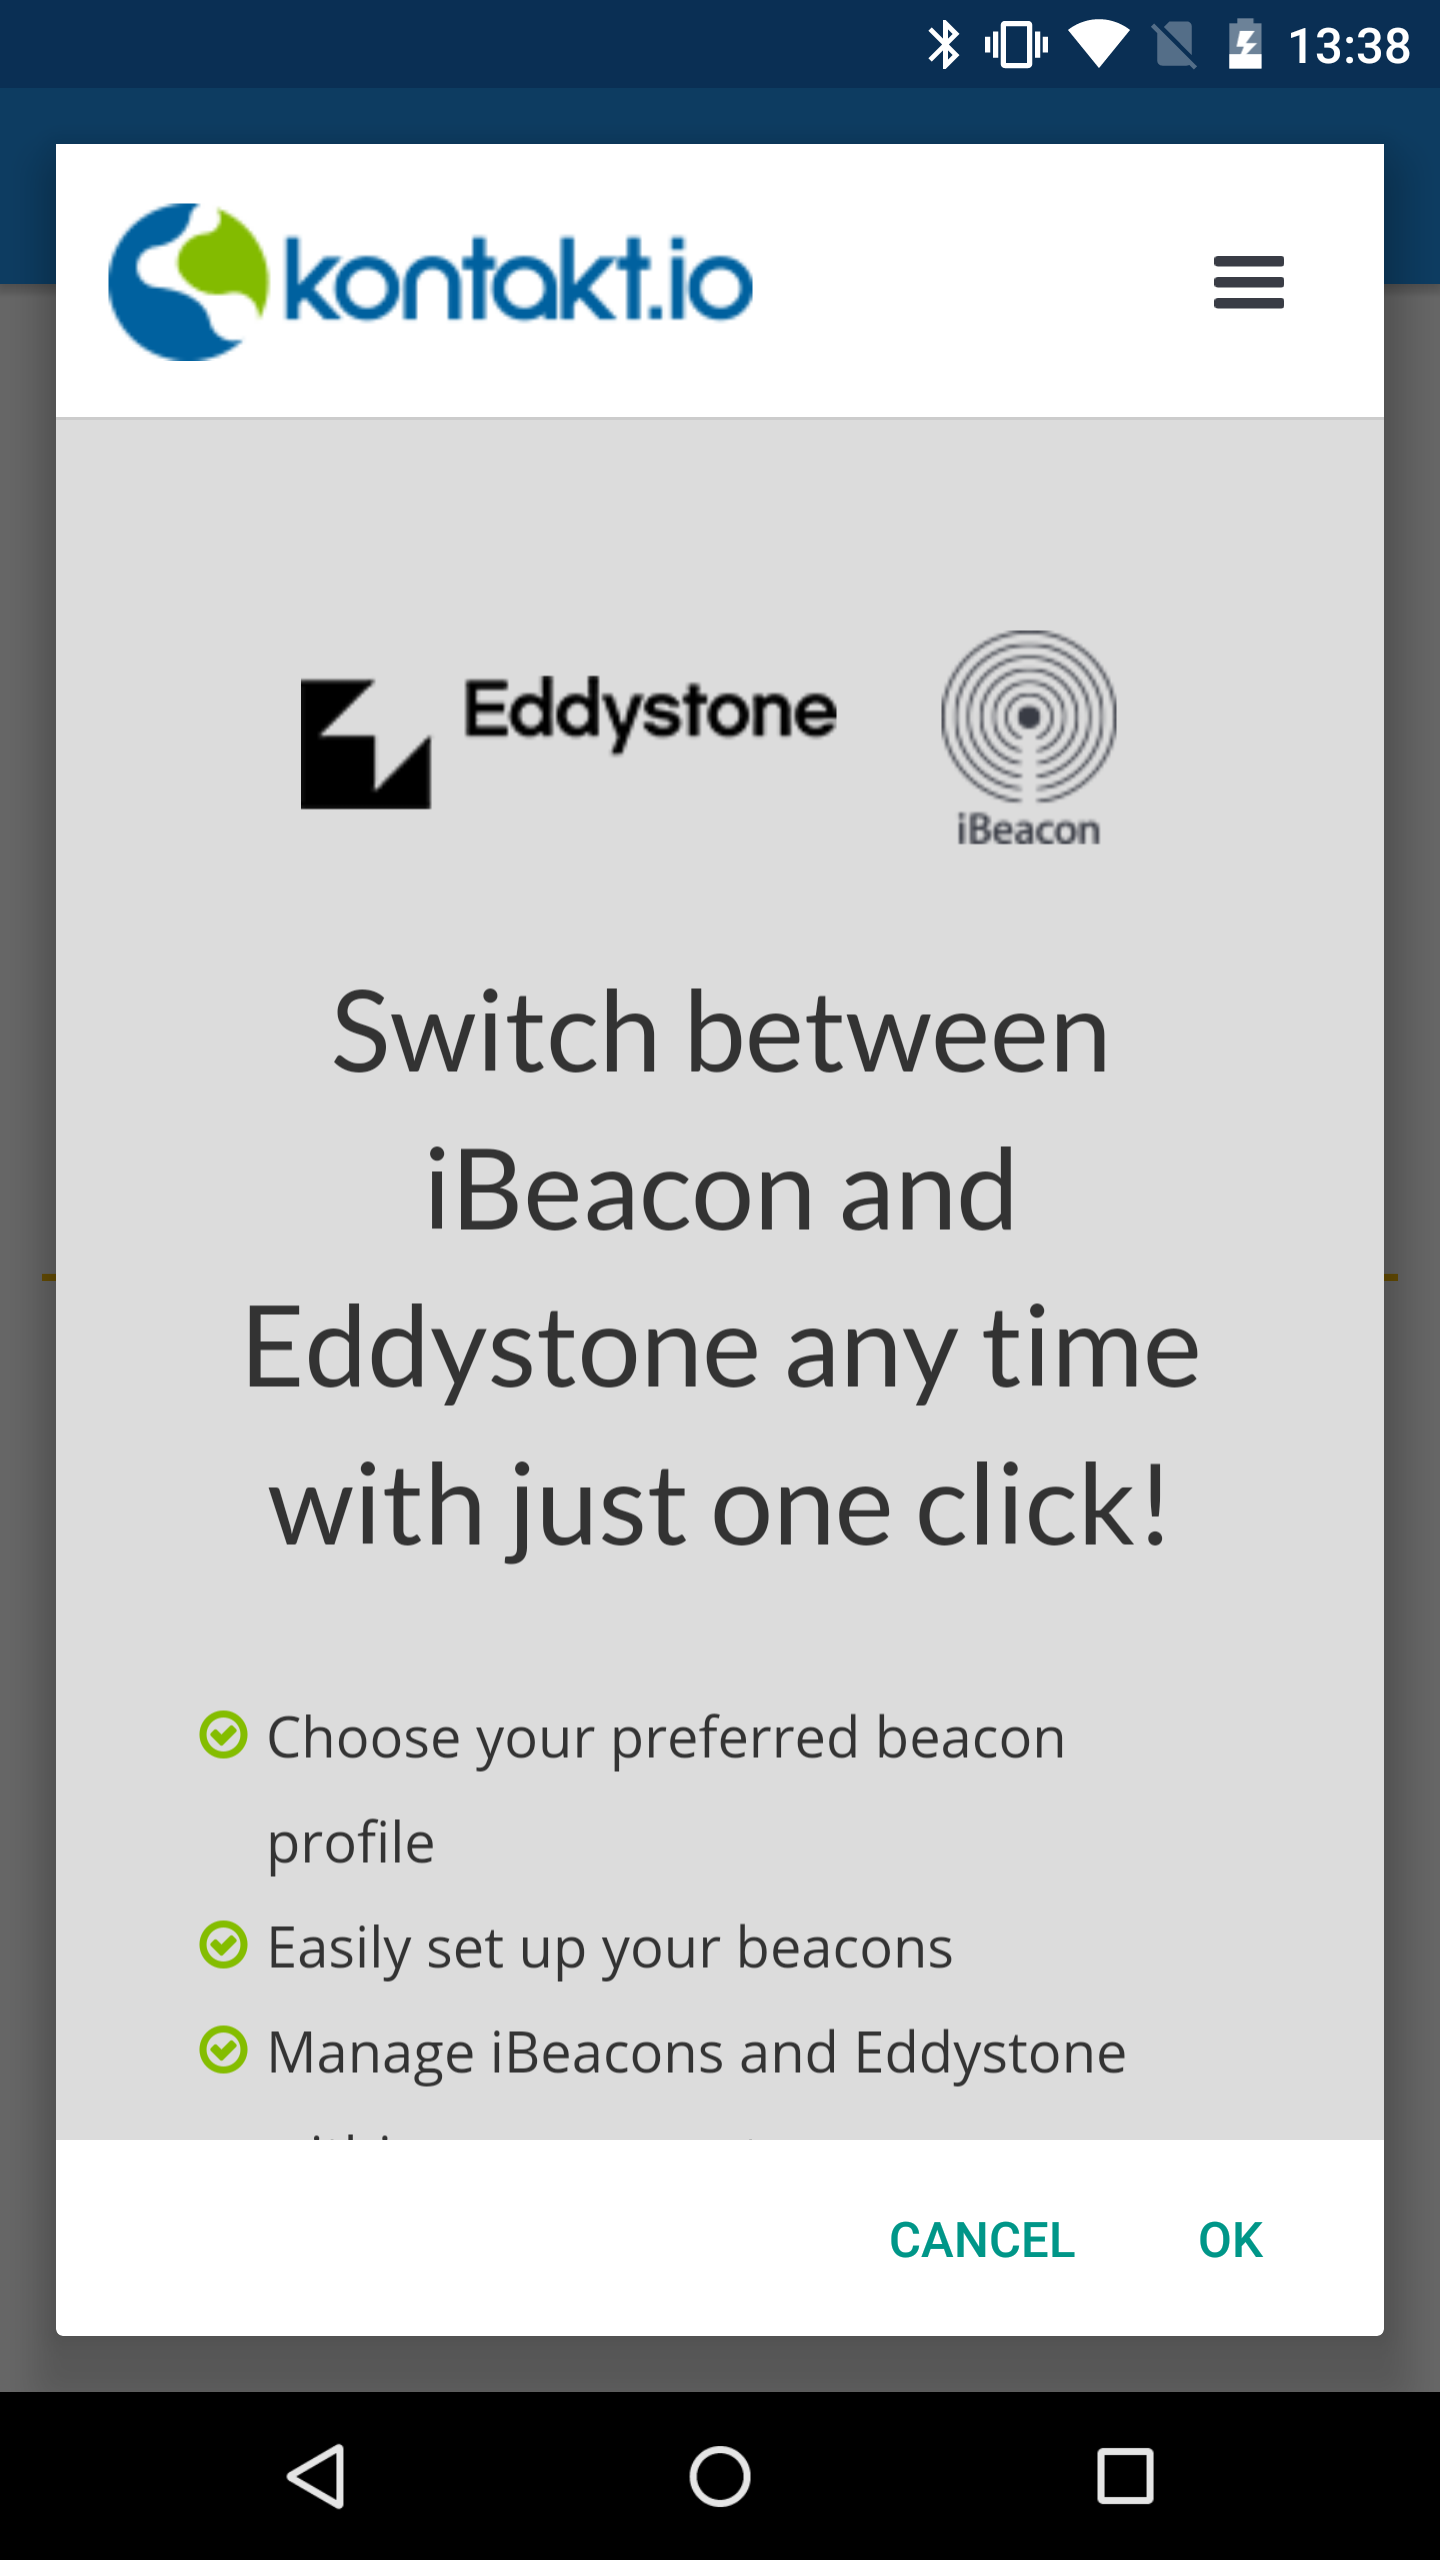 13:38
kontakt.io
Eddystone
iBeacon
Switch between
iBeacon and
Eddystone any time
with just one click!
Choose your preferred beacon
profile
Easily set up your beacons
Manage iBeacons and Eddystone
CANCEL
OK